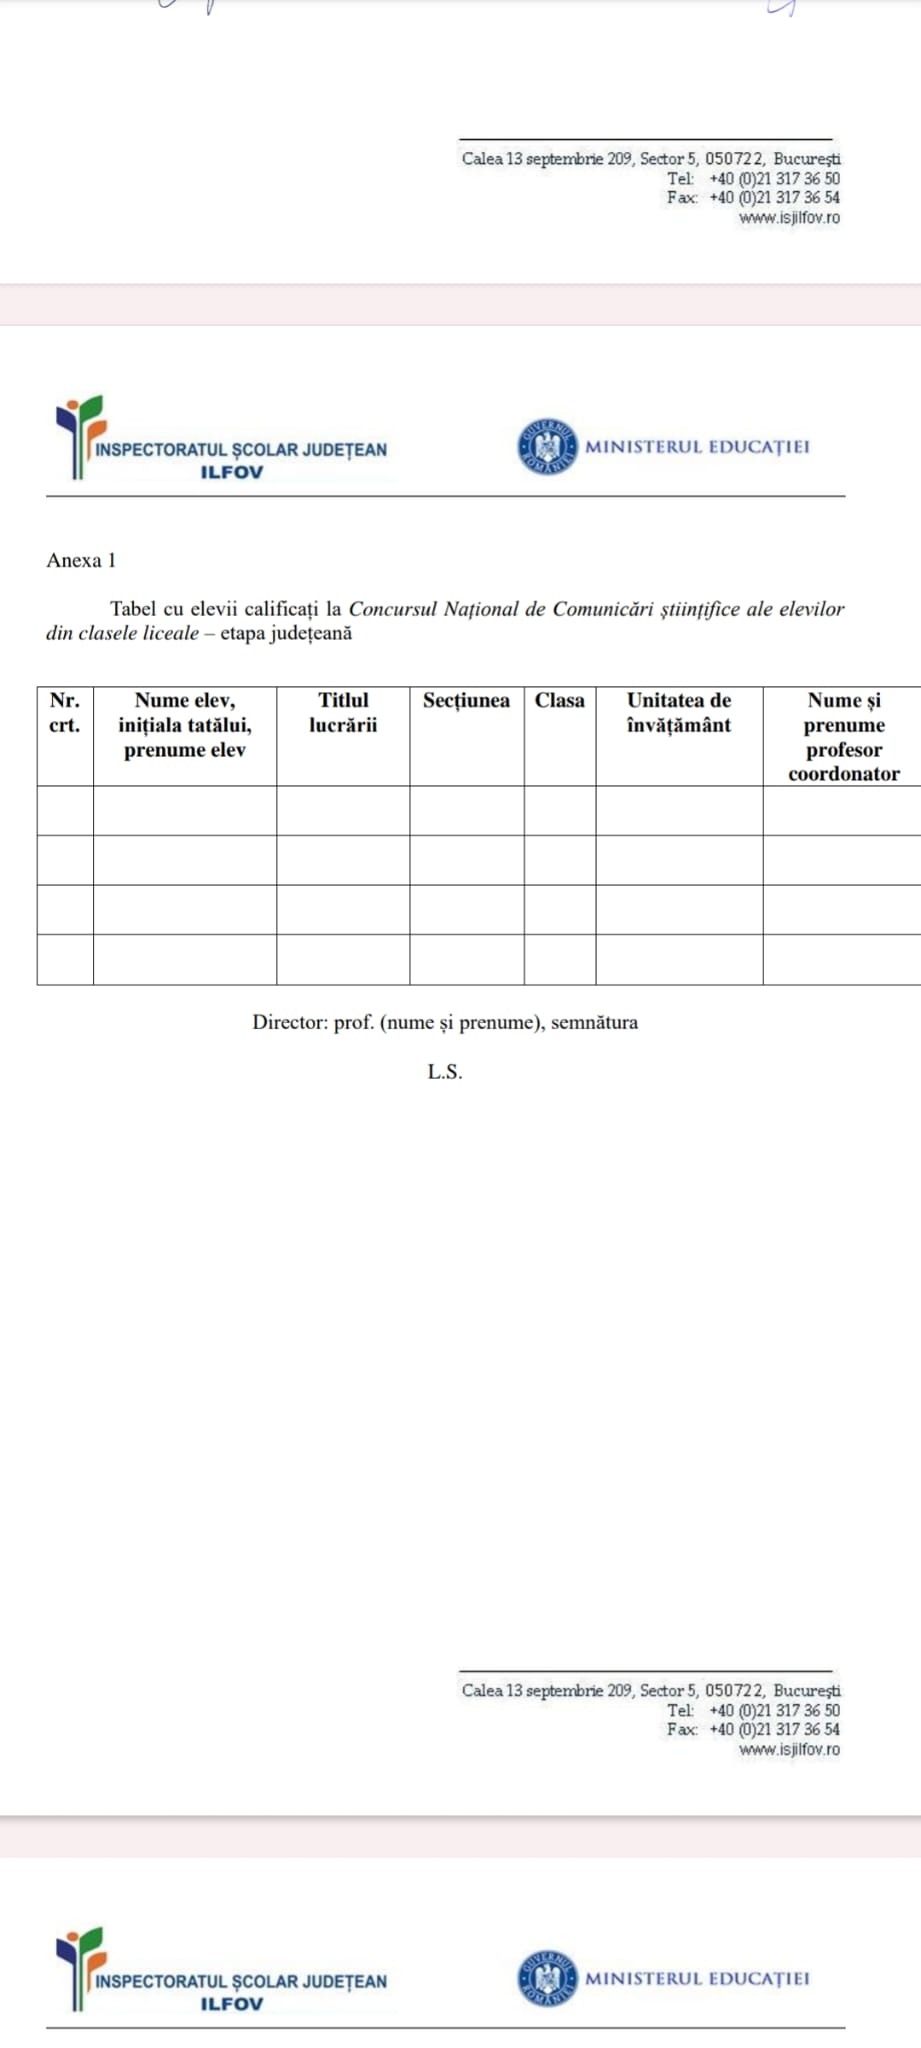 Calea 13 septembrie 209, Sector 5, 050722, București
Tel: +40 (0)21 317 36 50
Fax: +40 (0)21 317 36 54
www.isjilfov.ro
INSPECTORATUL ȘCOLAR JUDEȚEAN
ILFOV
GUVERNUL ROMÂNIEI
MINISTERUL EDUCAȚIEI
Anexa 1
Tabel cu elevii calificați la Concursul Național de Comunicări științifice ale elevilor
din clasele liceale – etapa județeană
Nr.
crt.
Nume elev,
inițiala tatălui,
prenume elev
Titlul
lucrării
Secțiunea
Clasa
Unitatea de
învățământ
Nume și
prenume
profesor
coordonator
Director: prof. (nume și prenume), semnătura
L.S.
Calea 13 septembrie 209, Sector 5, 050722, București
Tel: +40 (0)21 317 36 50
Fax: +40 (0)21 317 36 54
www.isjilfov.ro
INSPECTORATUL ȘCOLAR JUDEȚEAN
ILFOV
GUVERNUL ROMÂNIEI
MINISTERUL EDUCAȚIEI